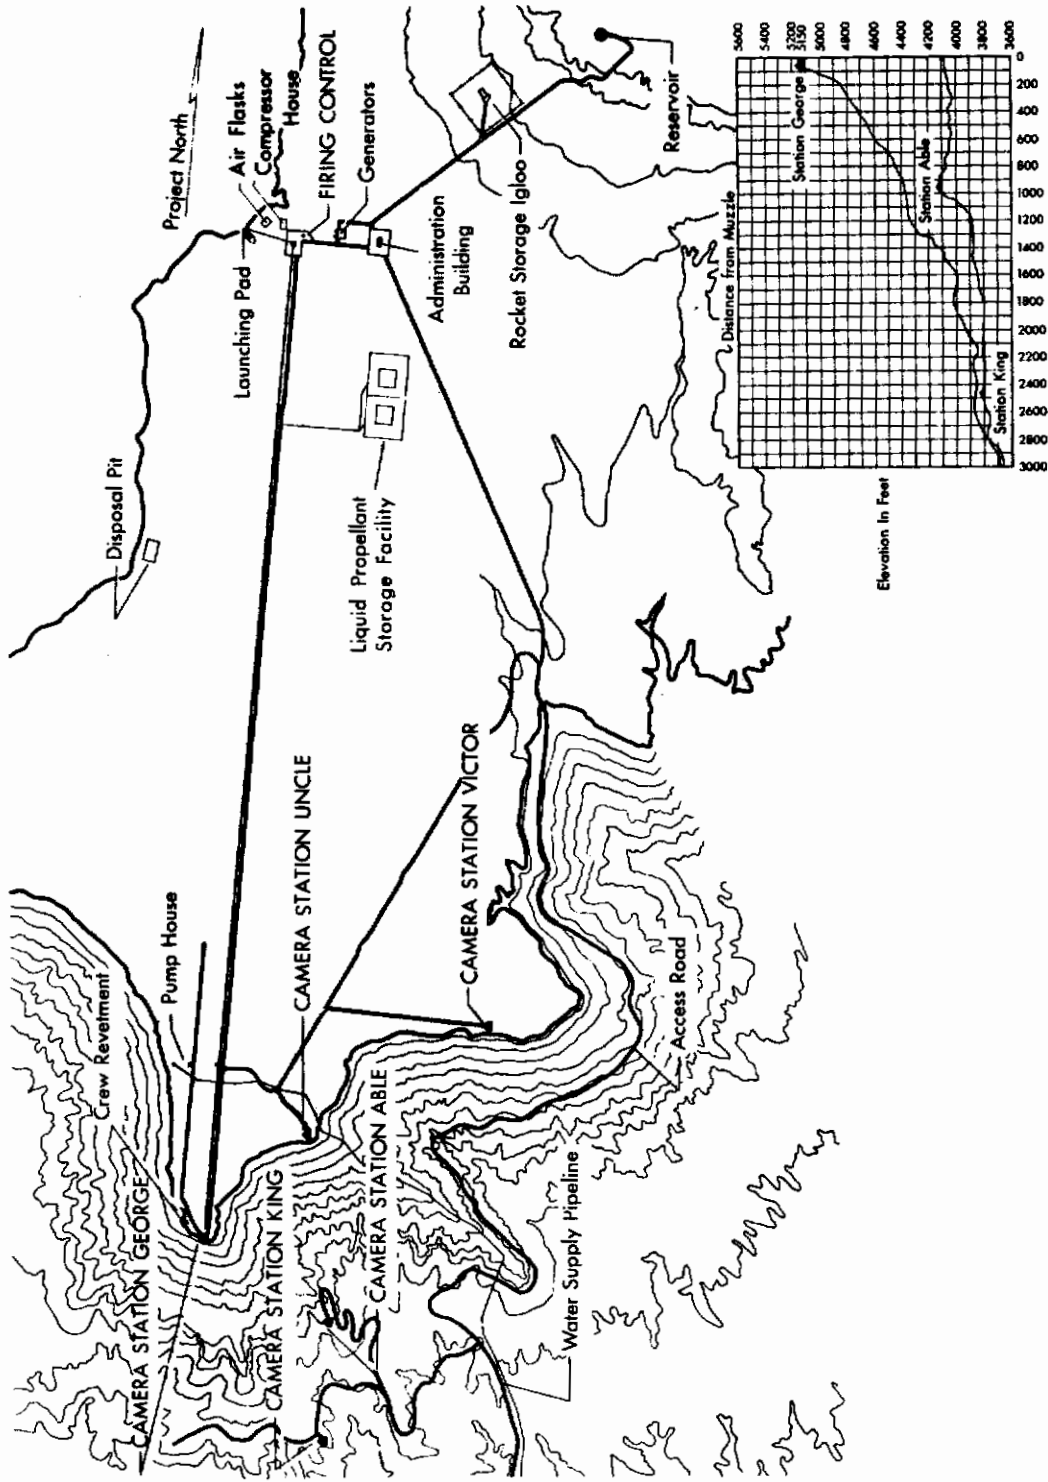 Project North
Air Flasks
Compressor
House
FIRING CONTROL
Generators
Launching Pad
Administration
Building
Rocket Storage Igloo
Reservoir
Disposal Pit
Liquid Propellant
Storage Facility
CAMERA STATION UNCLE
CAMERA STATION VICTOR
Pump House
Crew Revetment
CAMERA STATION GEORGE
CAMERA STATION KING
CAMERA STATION ABLE
Access Road
Water Supply Pipeline
Distance from Muzzle
Station George
Station Able
Station King
Elevation In Feet
5600
5400
5200
5150
5000
4800
4600
4400
4200
4000
3800
3600
0
200
400
600
800
1000
1200
1400
1600
1800
2000
2200
2400
2600
2800
3000